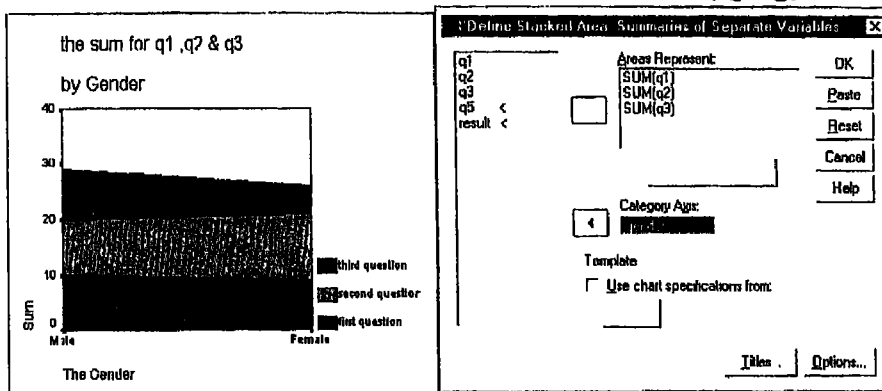 the sum for q1 ,q2 & q3
by Gender
40
30
20
10
0
Sum
Male
Female
The Gender
third question
second question
first question
Define Stacked Area: Summaries of Separate Variables
q1
q2
q3
q5 <
result <
Areas Represent:
SUM(q1)
SUM(q2)
SUM(q3)
Category Axis:
Template
Use chart specifications from:
OK
Paste
Reset
Cancel
Help
Titles .
Options...